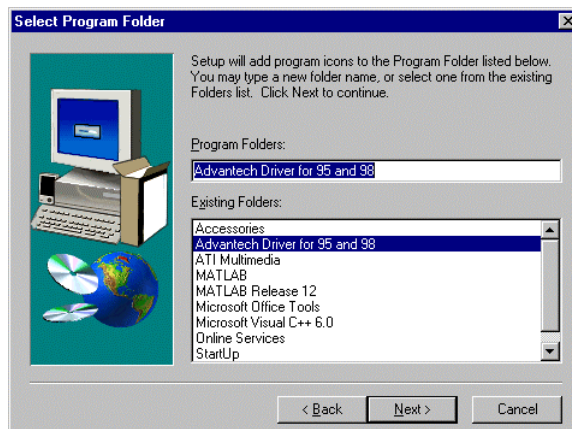 Select Program Folder
Setup will add program icons to the Program Folder listed below.
You may type a new folder name, or select one from the existing
Folders list. Click Next to continue.
Program Folders:
Advantech Driver for 95 and 98
Existing Folders:
Accessories
Advantech Driver for 95 and 98
ATI Multimedia
MATLAB
MATLAB Release 12
Microsoft Office Tools
Microsoft Visual C++ 6.0
Online Services
StartUp
< Back Next > Cancel